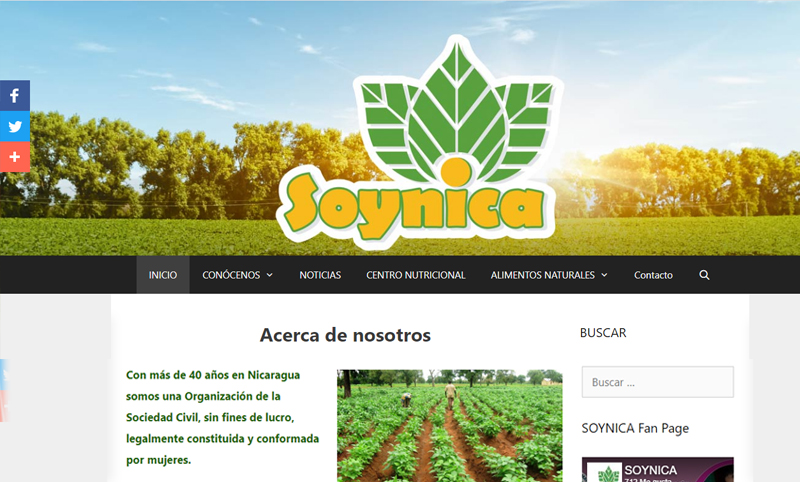 Soynica
INICIO CONÓCENOS NOTICIAS CENTRO NUTRICIONAL ALIMENTOS NATURALES Contacto
Acerca de nosotros
Con más de 40 años en Nicaragua
somos una Organización de la
Sociedad Civil, sin fines de lucro,
legalmente constituida y conformada
por mujeres.
BUSCAR
Buscar ...
SOYNICA Fan Page
SOYNICA